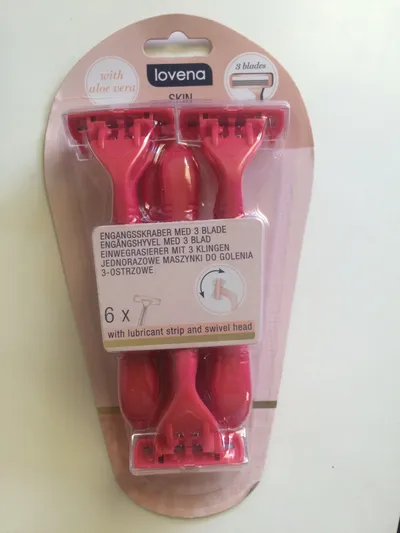 lovena
SKIN
with
aloe vera
3 blades
ENGANGSSKRABER MED 3 BLADE
ENGÅNGSHYVEL MED 3 BLAD
EINWEGRASIERER MIT 3 KLINGEN
JEDNORAZOWE MASZYNKI DO GOLENIA
3-OSTRZOWE
6 x
with lubricant strip and swivel head